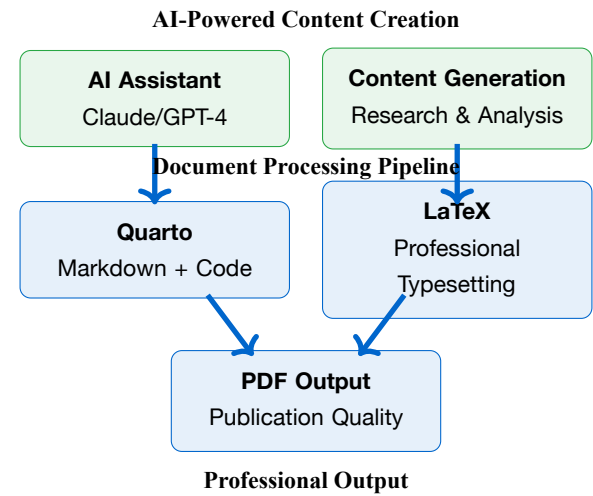 AI-Powered Content Creation
AI Assistant
Claude/GPT-4
Content Generation
Research & Analysis
Document Processing Pipeline
Quarto
Markdown + Code
LaTeX
Professional
Typesetting
PDF Output
Publication Quality
Professional Output